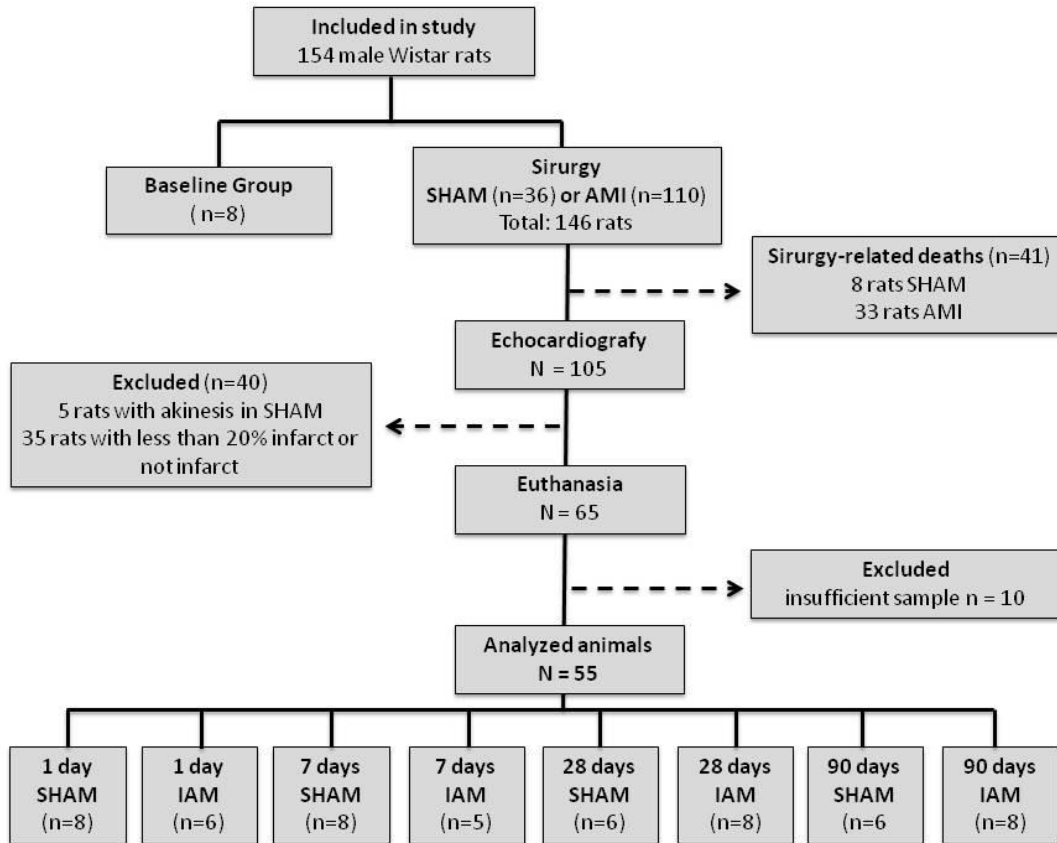 Included in study
154 male Wistar rats
Baseline Group
( n=8)
Sirurgy
SHAM (n=36) or AMI (n=110)
Total: 146 rats
Sirurgy-related deaths (n=41)
8 rats SHAM
33 rats AMI
Echocardiografy
N = 105
Excluded (n=40)
5 rats with akinesis in SHAM
35 rats with less than 20% infarct or
not infarct
Euthanasia
N = 65
Excluded
insufficient sample n = 10
Analyzed animals
N = 55
1 day
SHAM
(n=8)
1 day
IAM
(n=6)
7 days
SHAM
(n=8)
7 days
IAM
(n=5)
28 days
SHAM
(n=6)
28 days
IAM
(n=8)
90 days
SHAM
(n=6
90 days
IAM
(n=8)